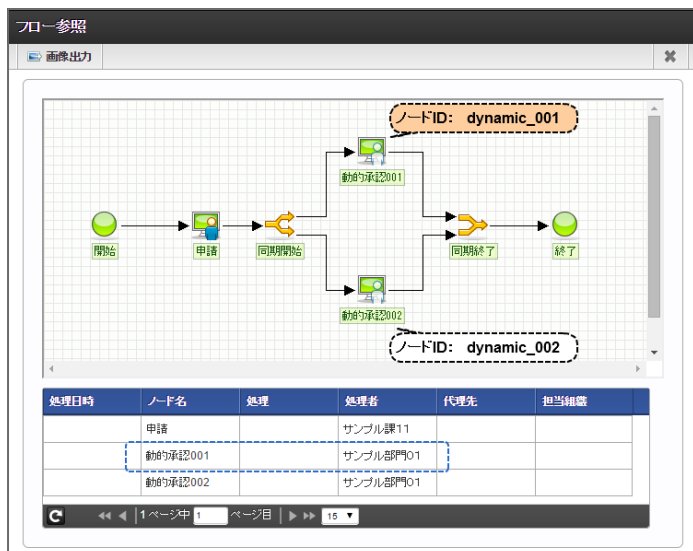 フロー参照
画像出力
ノードID： dynamic_001
動的承認001
開始
申請
同期開始
同期終了
終了
動的承認002
ノードID： dynamic_002
処理日時 ノード名 処理 処理者 代理先 担当組織
申請 サンプル課11
動的承認001 サンプル部門01
動的承認002 サンプル部門01
1 ページ中 1 ページ目 15